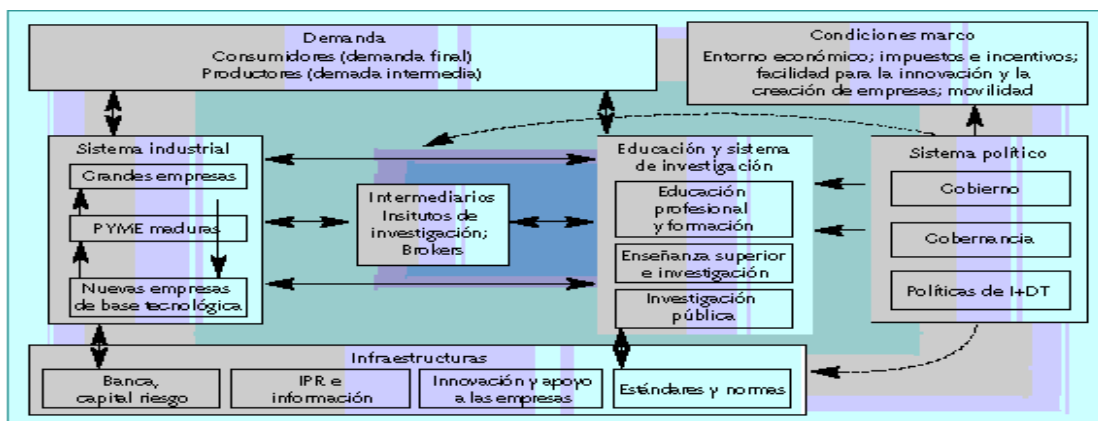 Demanda
Consumidores (demanda final)
Productores (demada intermedia)
Condiciones marco
Entorno económico; impuestos e incentivos;
facilidad para la innovación y la
creación de empresas; movilidad
Sistema industrial
Grandes empresas
PYME maduras
Nuevas empresas
de base tecnológica
Intermediarios
Insitutos de
investigación;
Brokers
Educación y sistema
de investigación
Educación
profesional
y formación
Enseñanza superior
e investigación
Investigación
pública
Sistema político
Gobierno
Gobernancia
Políticas de I+DT
Infraestructuras
Banca,
capital riesgo
IPR e
información
Innovación y apoyo
a las empresas
Estándares y normas